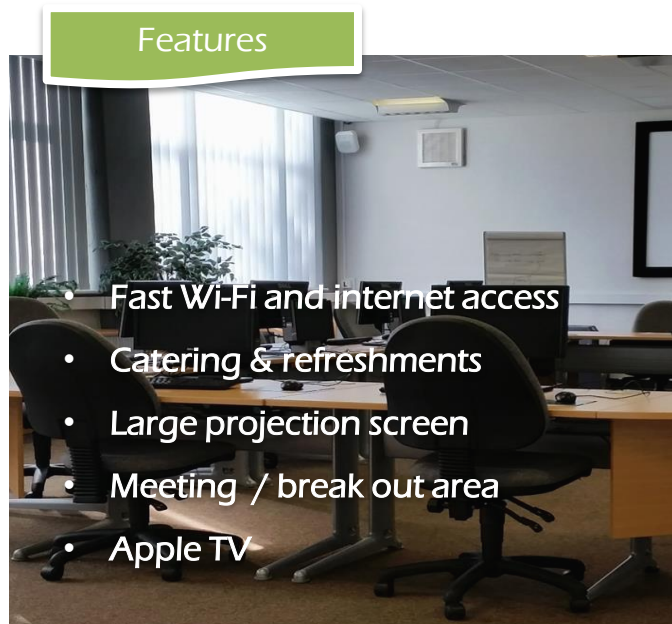 Features
• Fast Wi-Fi and internet access
• Catering & refreshments
• Large projection screen
• Meeting / break out area
• Apple TV